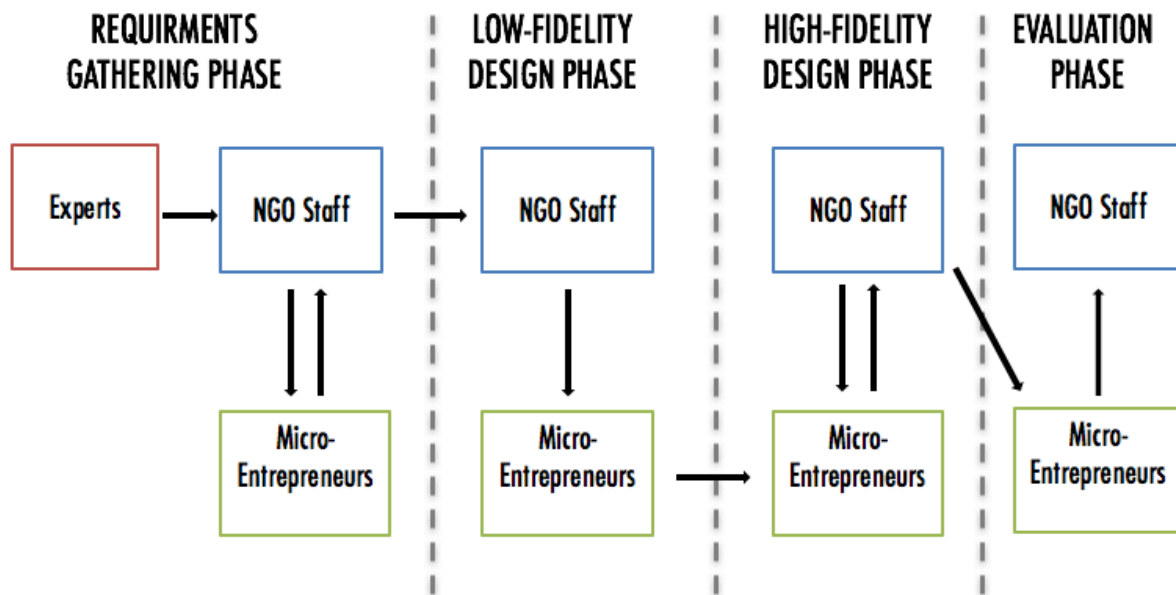 REQUIRMENTS
GATHERING PHASE
LOW-FIDELITY
DESIGN PHASE
HIGH-FIDELITY
DESIGN PHASE
EVALUATION
PHASE
Experts
NGO Staff
NGO Staff
NGO Staff
NGO Staff
Micro-
Entrepreneurs
Micro-
Entrepreneurs
Micro-
Entrepreneurs
Micro-
Entrepreneurs